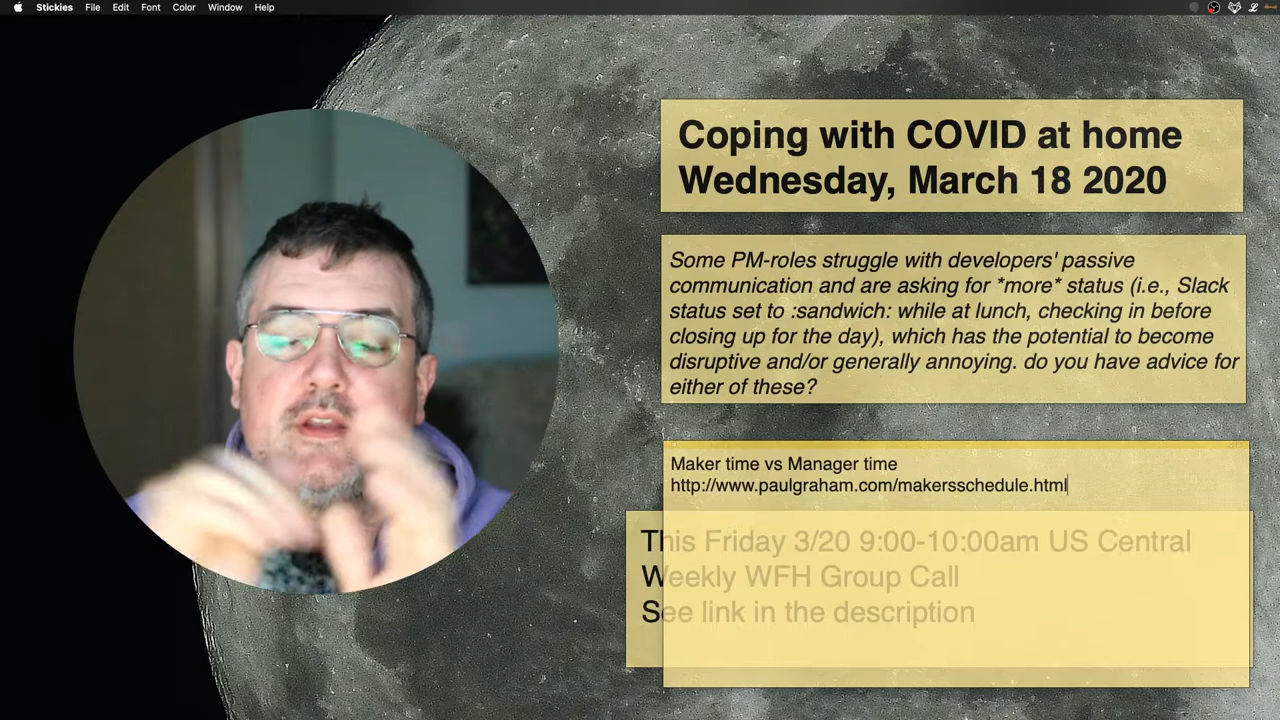 Stickies File Edit Font Color Window Help
Coping with COVID at home
Wednesday, March 18 2020
Some PM-roles struggle with developers' passive
communication and are asking for *more* status (i.e., Slack
status set to :sandwich: while at lunch, checking in before
closing up for the day), which has the potential to become
disruptive and/or generally annoying. do you have advice for
either of these?
Maker time vs Manager time
http://www.paulgraham.com/makersschedule.html
This Friday 3/20 9:00-10:00am US Central
Weekly WFH Group Call
See link in the description